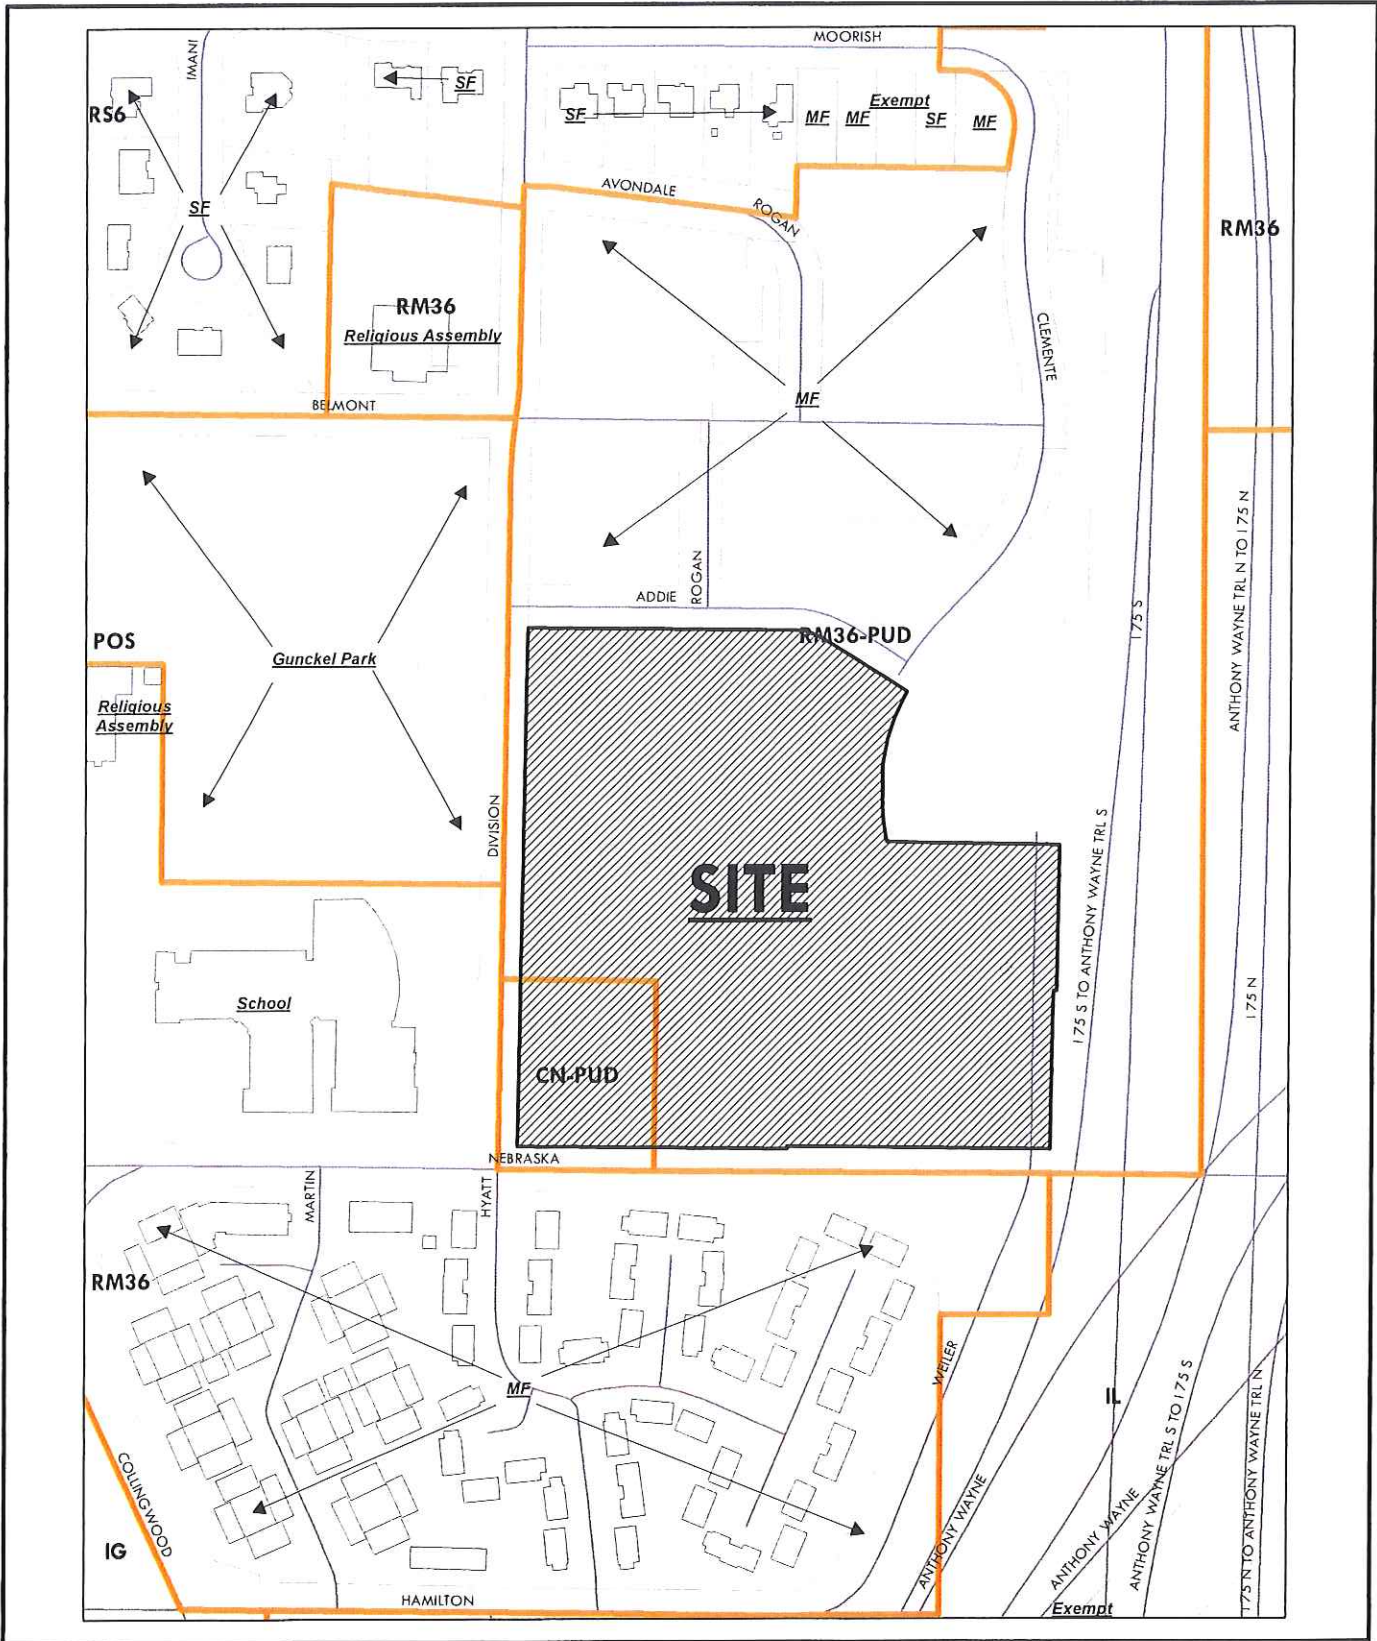 MOORISH
IMANI
SF
RS6
SF
Exempt
MF MF SF MF
AVONDALE
ROGAN
SF
RM36
RM36
Religious Assembly
CLEMENTE
MF
BELMONT
ANTHONY WAYNE TRL N TO I 75 N
ROGAN
ADDIE
I 75 S
RM36-PUD
POS
Gunckel Park
Religious
Assembly
DIVISION
I 75 S TO ANTHONY WAYNE TRL S
SITE
School
I 75 N
CN-PUD
NEBRASKA
MARTIN
HYATT
RM36
MF
WEILER
IL
COLLINGWOOD
IG
ANTHONY WAYNE
ANTHONY WAYNE
ANTHONY WAYNE TRL S TO I 75 S
I 75 N TO ANTHONY WAYNE TRL N
HAMILTON
Exempt